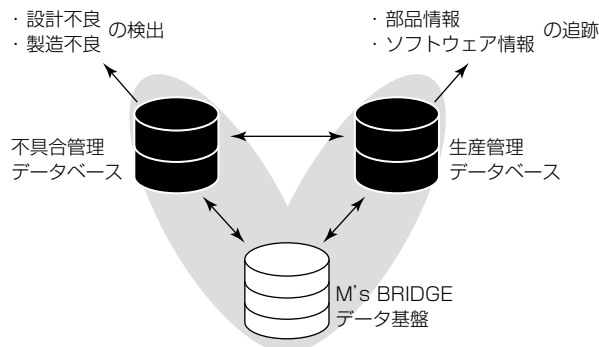 ・設計不良
・製造不良
の検出
・部品情報
・ソフトウェア情報
の追跡
不具合管理
データベース
生産管理
データベース
M's BRIDGE
データ基盤